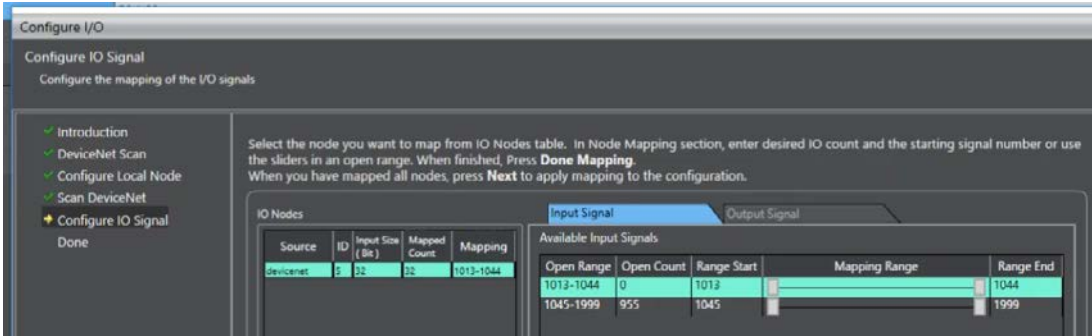 Configure I/O
Configure IO Signal
Configure the mapping of the I/O signals
Introduction
DeviceNet Scan
Configure Local Node
Scan DeviceNet
Configure IO Signal
Done
Select the node you want to map from IO Nodes table. In Node Mapping section, enter desired IO count and the starting signal number or use
the sliders in an open range. When finished, Press Done Mapping.
When you have mapped all nodes, press Next to apply mapping to the configuration.
IO Nodes
Source ID Input Size (Bit) Mapped Count Mapping
devicenet 5 32 32 1013-1044
Input Signal Output Signal
Available Input Signals
Open Range Open Count Range Start Mapping Range Range End
1013-1044 0 1013 1044
1045-1999 955 1045 1999